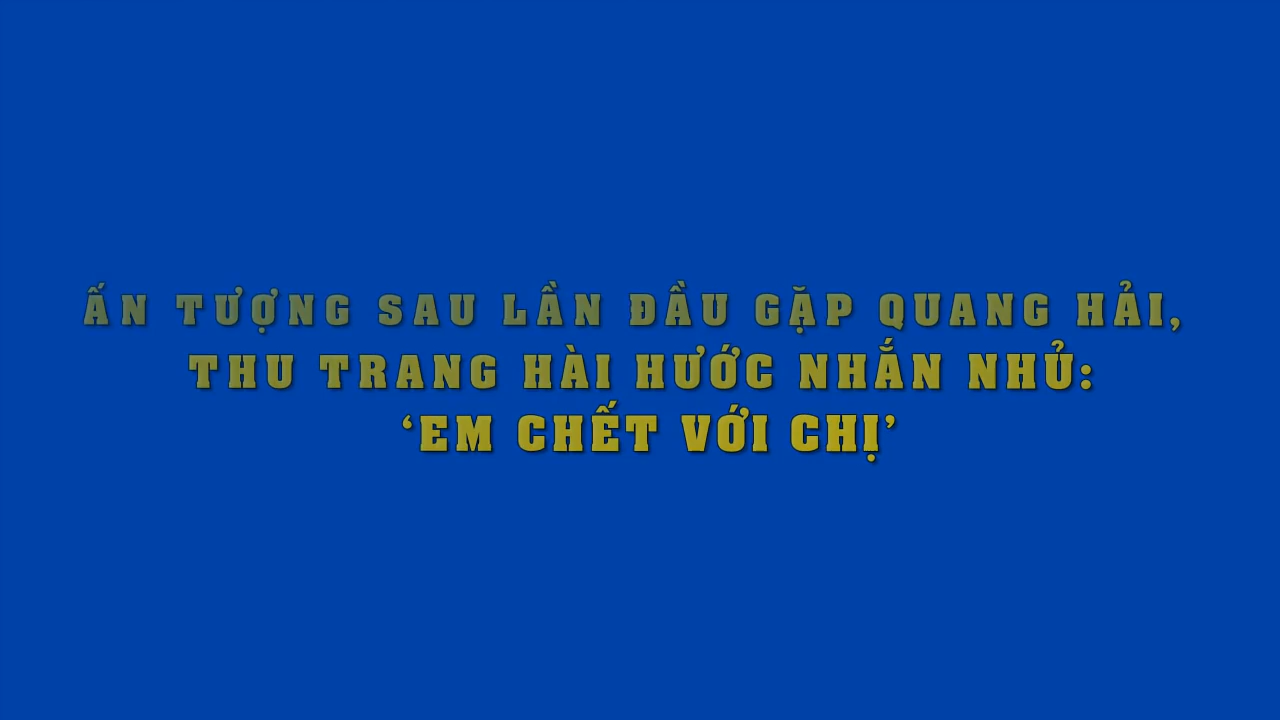 ẤN TƯỢNG SAU LẦN ĐẦU GẶP QUANG HẢI,
THU TRANG HÀI HƯỚC NHẮN NHỦ:
‘EM CHẾT VỚI CHỊ’